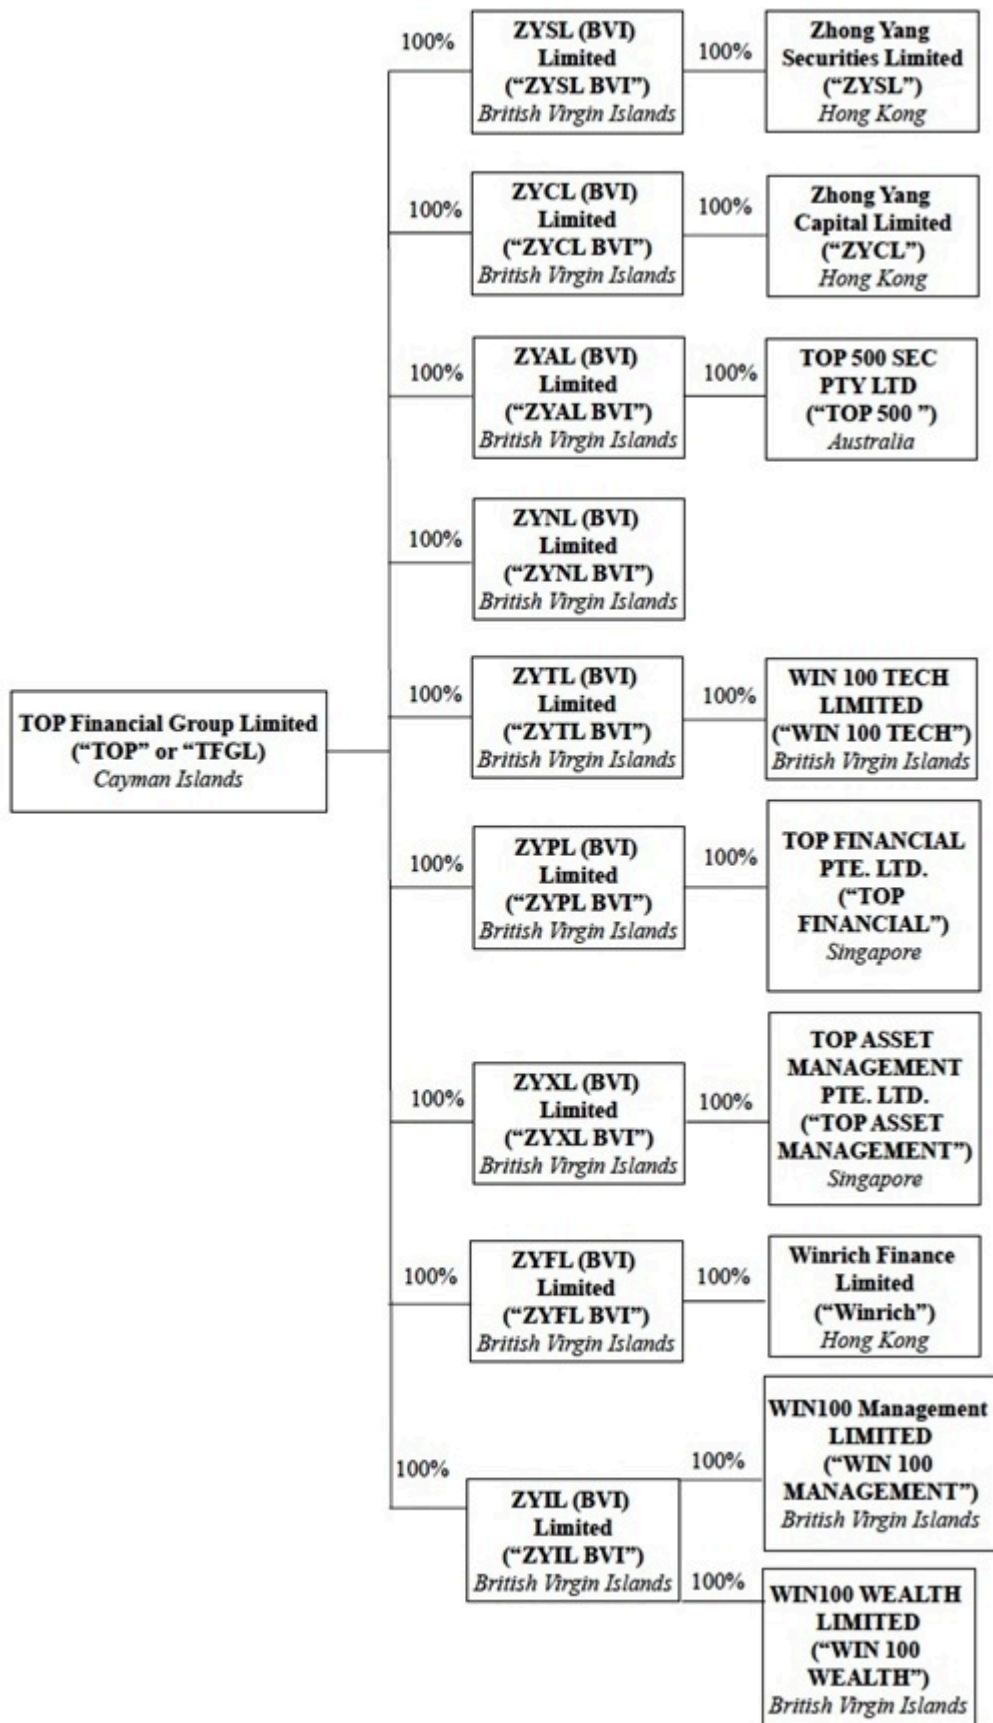 100%
ZYSL (BVI)
Limited
(“ZYSL BVI”)
British Virgin Islands
100%
Zhong Yang
Securities Limited
(“ZYSL”)
Hong Kong
100%
ZYCL (BVI)
Limited
(“ZYCL BVI”)
British Virgin Islands
100%
Zhong Yang
Capital Limited
(“ZYCL”)
Hong Kong
100%
ZYAL (BVI)
Limited
(“ZYAL BVI”)
British Virgin Islands
100%
TOP 500 SEC
PTY LTD
(“TOP 500 ”)
Australia
100%
ZYNL (BVI)
Limited
(“ZYNL BVI”)
British Virgin Islands
TOP Financial Group Limited
(“TOP” or “TFGL)
Cayman Islands
100%
ZYTL (BVI)
Limited
(“ZYTL BVI”)
British Virgin Islands
100%
WIN 100 TECH
LIMITED
(“WIN 100 TECH”)
British Virgin Islands
100%
ZYPL (BVI)
Limited
(“ZYPL BVI”)
British Virgin Islands
100%
TOP FINANCIAL
PTE. LTD.
(“TOP
FINANCIAL”)
Singapore
100%
ZYXL (BVI)
Limited
(“ZYXL BVI”)
British Virgin Islands
100%
TOP ASSET
MANAGEMENT
PTE. LTD.
(“TOP ASSET
MANAGEMENT”)
Singapore
100%
ZYFL (BVI)
Limited
(“ZYFL BVI”)
British Virgin Islands
100%
Winrich Finance
Limited
(“Winrich”)
Hong Kong
100%
ZYIL (BVI)
Limited
(“ZYIL BVI”)
British Virgin Islands
100%
WIN100 Management
LIMITED
(“WIN 100
MANAGEMENT”)
British Virgin Islands
100%
WIN100 WEALTH
LIMITED
(“WIN 100
WEALTH”)
British Virgin Islands